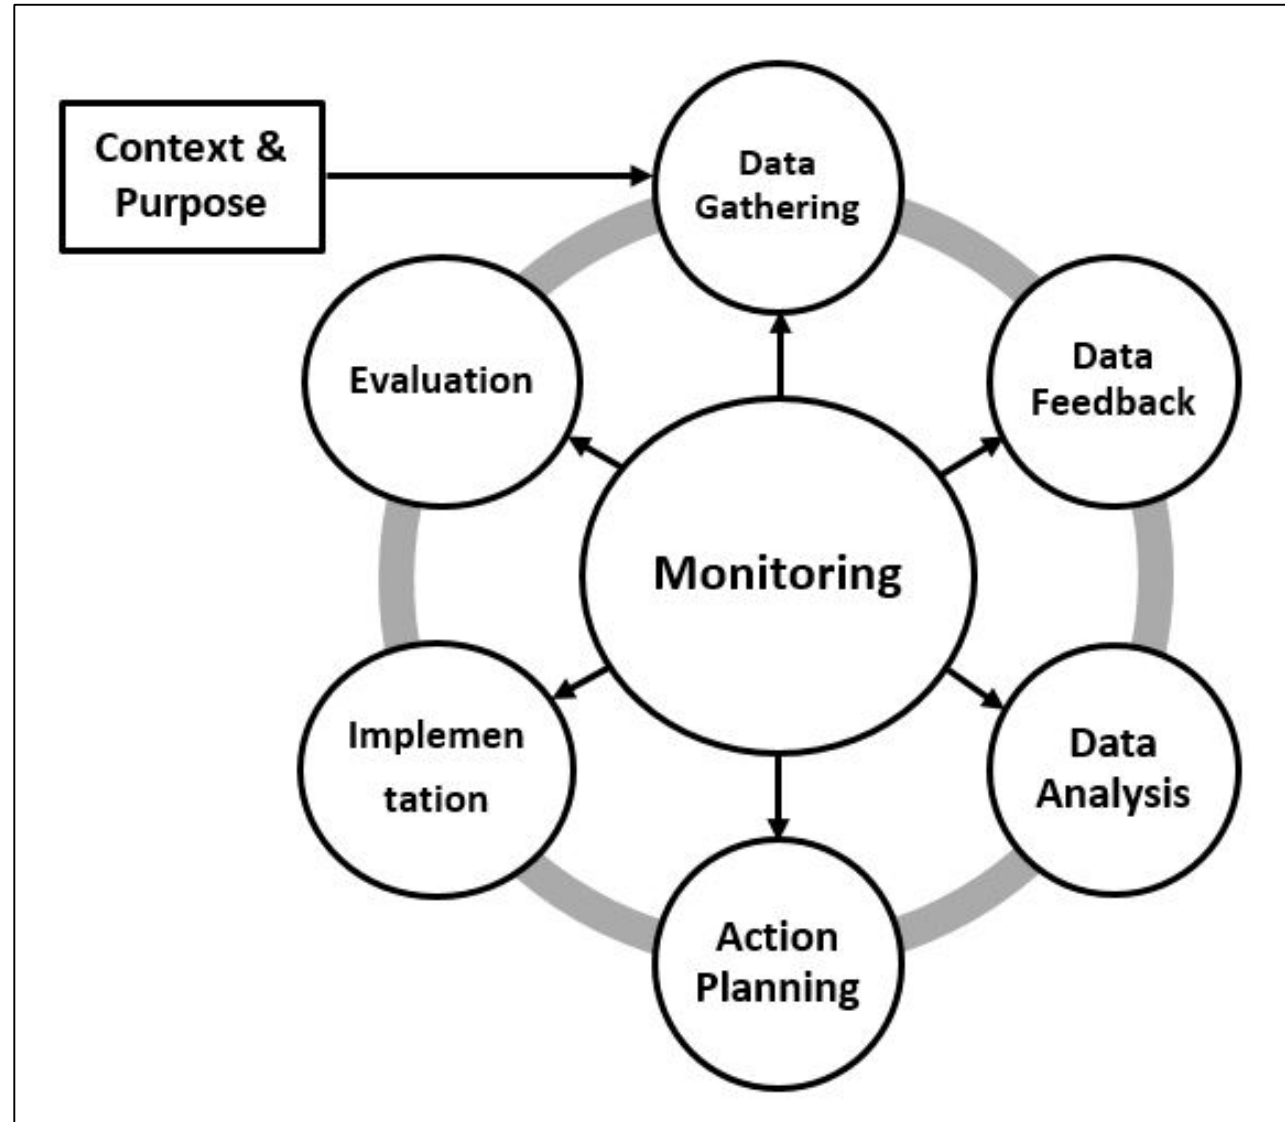 Context &
Purpose
Data
Gathering
Data
Feedback
Evaluation
Monitoring
Implemen
tation
Data
Analysis
Action
Planning